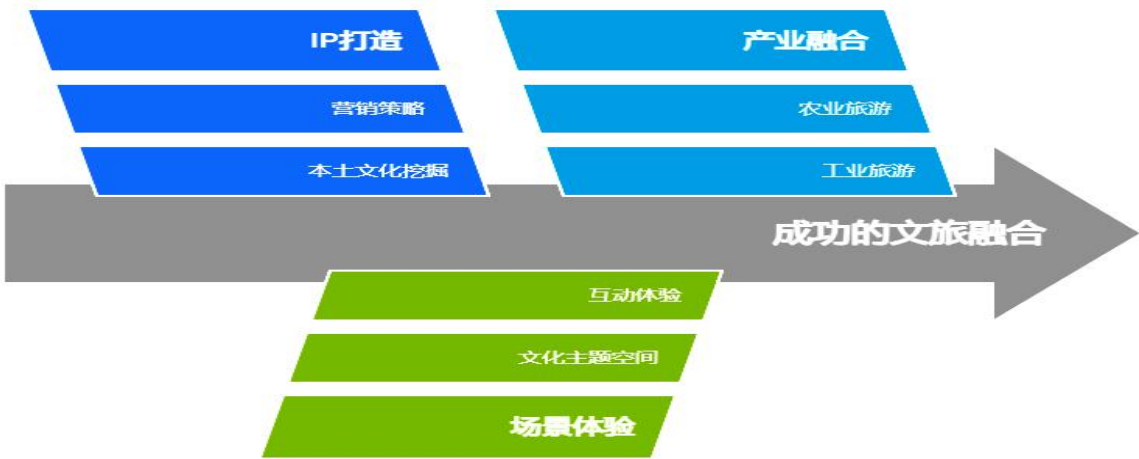 IP打造
营销策略
本土文化挖掘
产业融合
农业旅游
工业旅游
成功的文旅融合
互动体验
文化主题空间
场景体验